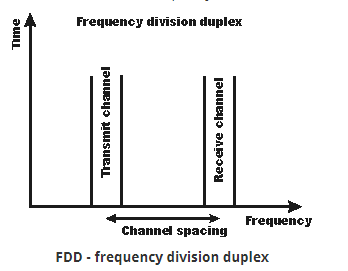 Frequency division duplex
Time
Transmit channel
Receive channel
Frequency
Channel spacing
FDD - frequency division duplex